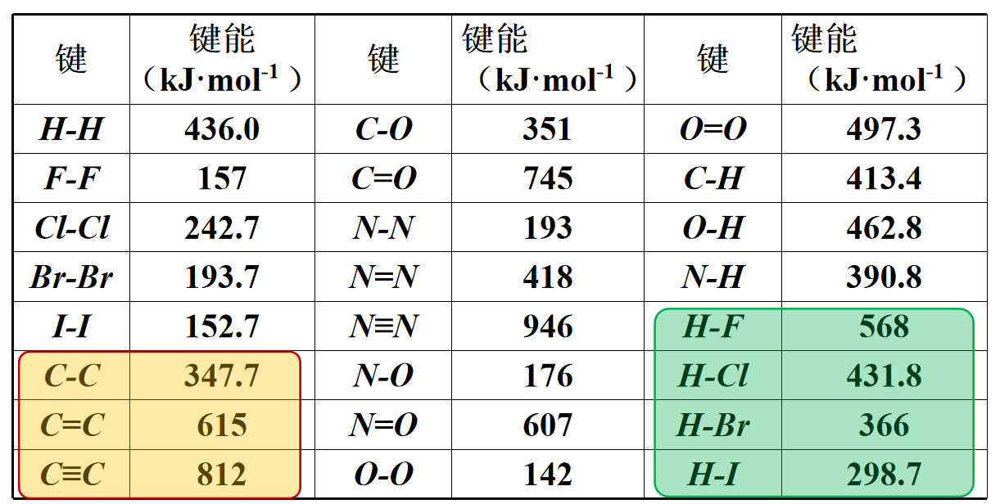 键 键能 键 键能 键 键能
（kJ·mol-1） （kJ·mol-1） （kJ·mol-1）
H-H 436.0 C-O 351 O=O 497.3
F-F 157 C=O 745 C-H 413.4
Cl-Cl 242.7 N-N 193 O-H 462.8
Br-Br 193.7 N=N 418 N-H 390.8
I-I 152.7 N≡N 946 H-F 568
C-C 347.7 N-O 176 H-Cl 431.8
C=C 615 N=O 607 H-Br 366
C≡C 812 O-O 142 H-I 298.7